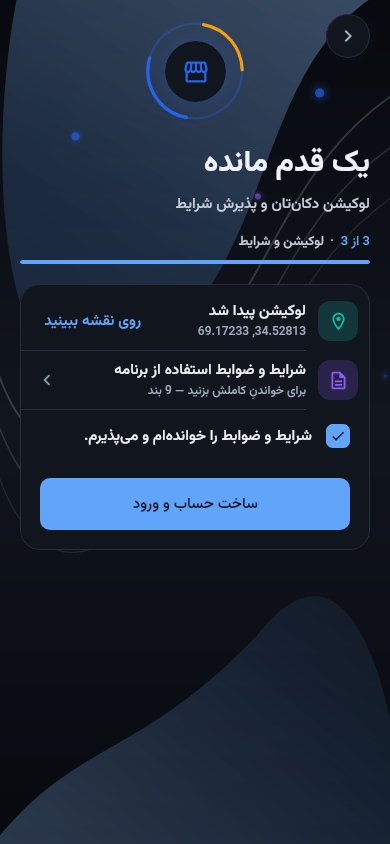 یک قدم مانده
لوکیشن دکان‌تان و پذیرش شرایط
3 از 3 · لوکیشن و شرایط
لوکیشن پیدا شد
34.52813, 69.17233
روی نقشه ببینید
شرایط و ضوابط استفاده از برنامه
برای خواندنِ کاملش بزنید — 9 بند
شرایط و ضوابط را خوانده‌ام و می‌پذیرم.
ساخت حساب و ورود